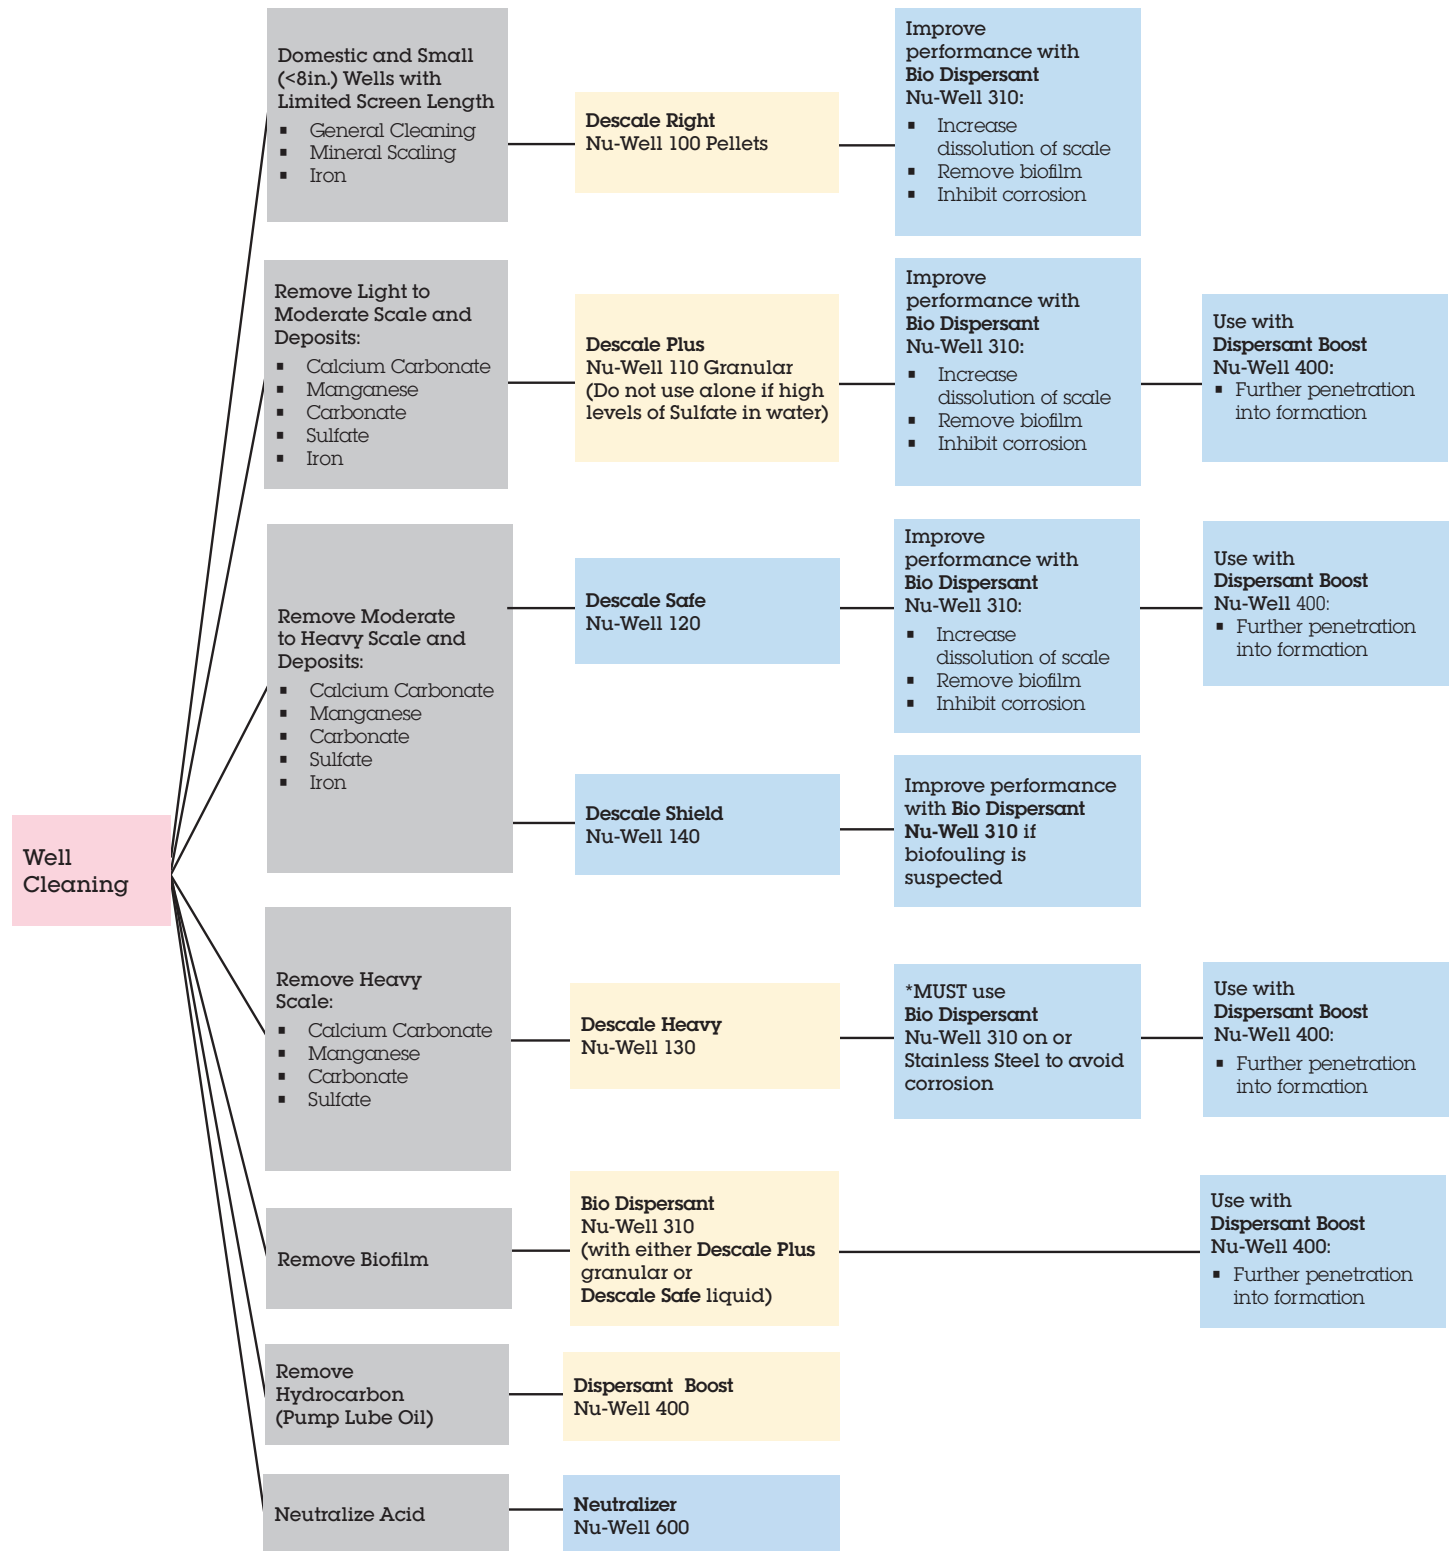 Well
Cleaning
Domestic and Small
(<8in.) Wells with
Limited Screen Length
▪ General Cleaning
▪ Mineral Scaling
▪ Iron
Descale Right
Nu-Well 100 Pellets
Improve
performance with
Bio Dispersant
Nu-Well 310:
▪ Increase
dissolution of scale
▪ Remove biofilm
▪ Inhibit corrosion
Remove Light to
Moderate Scale and
Deposits:
▪ Calcium Carbonate
▪ Manganese
▪ Carbonate
▪ Sulfate
▪ Iron
Descale Plus
Nu-Well 110 Granular
(Do not use alone if high
levels of Sulfate in water)
Improve
performance with
Bio Dispersant
Nu-Well 310:
▪ Increase
dissolution of scale
▪ Remove biofilm
▪ Inhibit corrosion
Use with
Dispersant Boost
Nu-Well 400:
▪ Further penetration
into formation
Remove Moderate
to Heavy Scale and
Deposits:
▪ Calcium Carbonate
▪ Manganese
▪ Carbonate
▪ Sulfate
▪ Iron
Descale Safe
Nu-Well 120
Improve
performance with
Bio Dispersant
Nu-Well 310:
▪ Increase
dissolution of scale
▪ Remove biofilm
▪ Inhibit corrosion
Use with
Dispersant Boost
Nu-Well 400:
▪ Further penetration
into formation
Descale Shield
Nu-Well 140
Improve performance
with Bio Dispersant
Nu-Well 310 if
biofouling is
suspected
Remove Heavy
Scale:
▪ Calcium Carbonate
▪ Manganese
▪ Carbonate
▪ Sulfate
Descale Heavy
Nu-Well 130
*MUST use
Bio Dispersant
Nu-Well 310 on or
Stainless Steel to avoid
corrosion
Use with
Dispersant Boost
Nu-Well 400:
▪ Further penetration
into formation
Remove Biofilm
Bio Dispersant
Nu-Well 310
(with either Descale Plus
granular or
Descale Safe liquid)
Use with
Dispersant Boost
Nu-Well 400:
▪ Further penetration
into formation
Remove
Hydrocarbon
(Pump Lube Oil)
Dispersant Boost
Nu-Well 400
Neutralize Acid
Neutralizer
Nu-Well 600